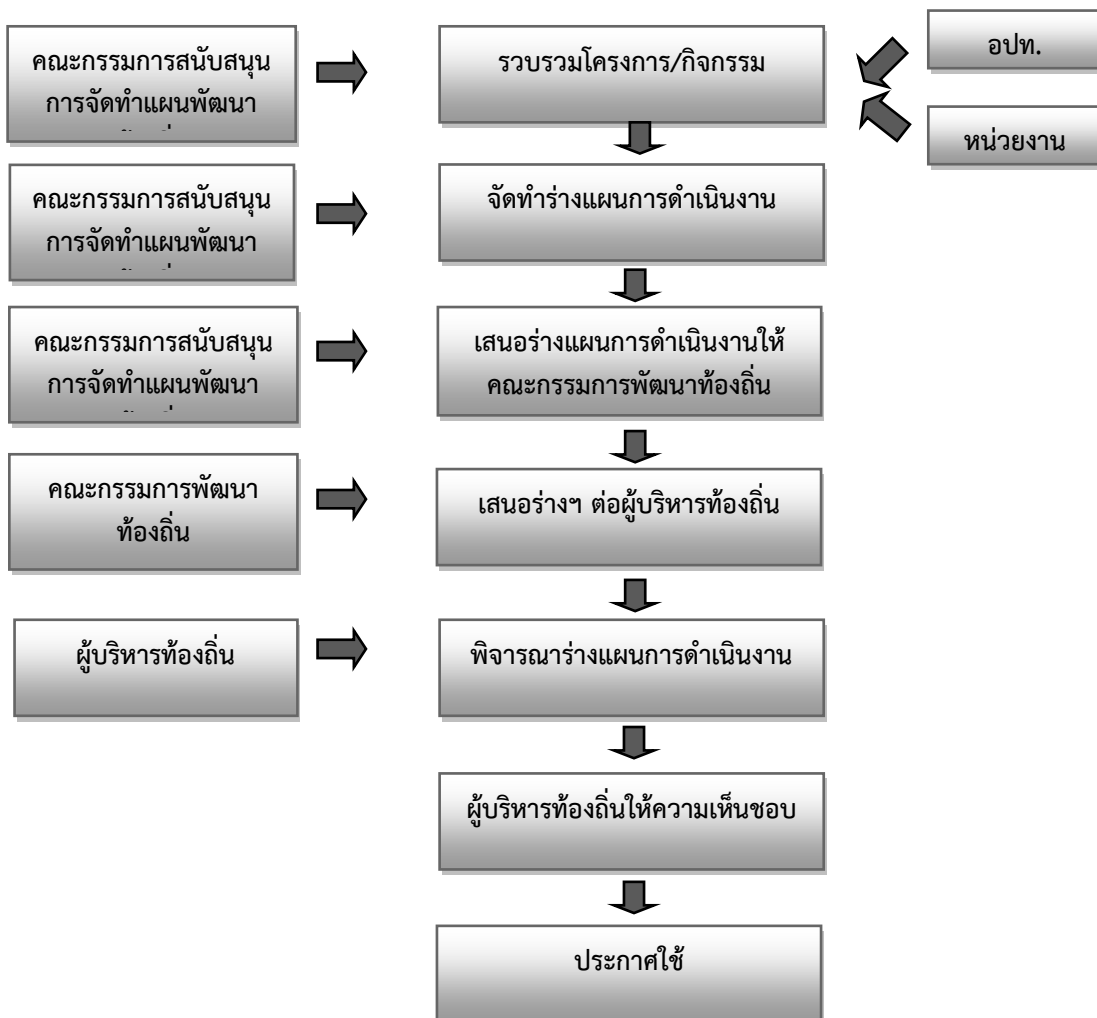 คณะกรรมการสนับสนุน
การจัดทำแผนพัฒนา
รวบรวมโครงการ/กิจกรรม
อปท.
หน่วยงาน
คณะกรรมการสนับสนุน
การจัดทำแผนพัฒนา
จัดทำร่างแผนการดำเนินงาน
คณะกรรมการสนับสนุน
การจัดทำแผนพัฒนา
เสนอร่างแผนการดำเนินงานให้
คณะกรรมการพัฒนาท้องถิ่น
คณะกรรมการพัฒนา
ท้องถิ่น
เสนอร่างฯ ต่อผู้บริหารท้องถิ่น
ผู้บริหารท้องถิ่น
พิจารณาร่างแผนการดำเนินงาน
ผู้บริหารท้องถิ่นให้ความเห็นชอบ
ประกาศใช้